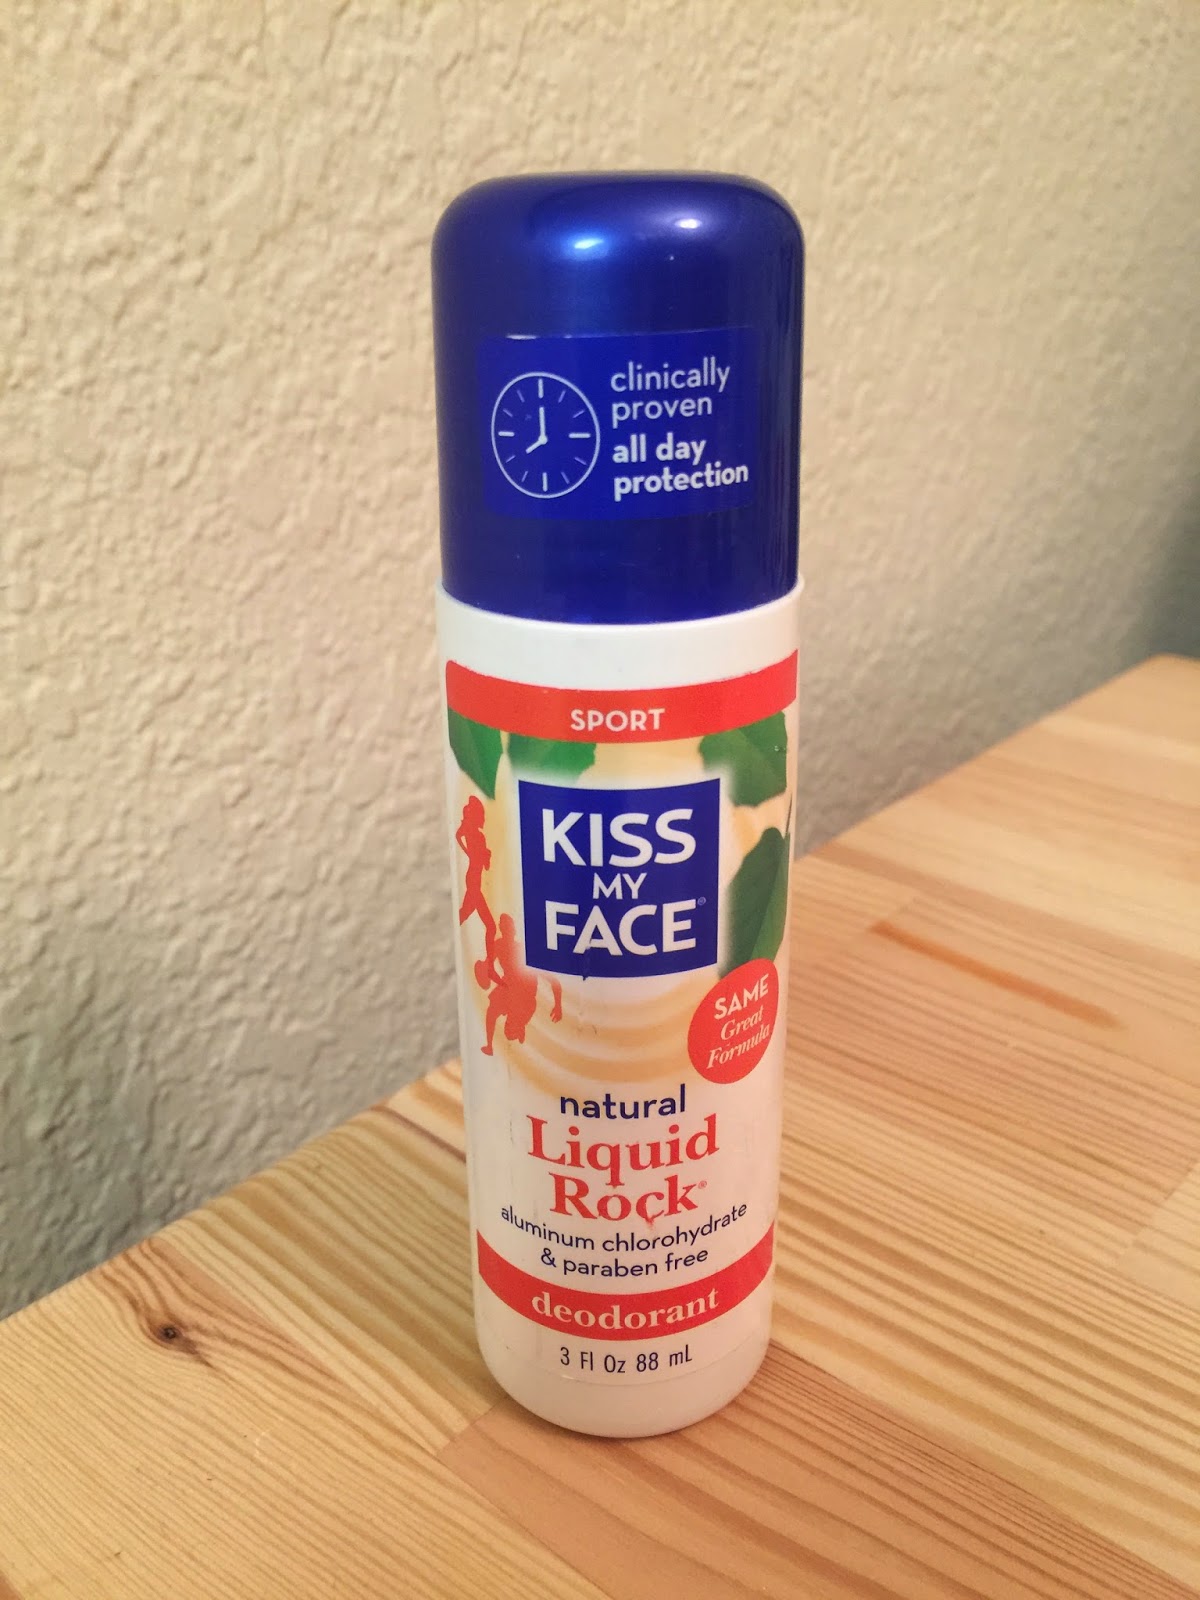 clinically
proven
all day
protection
SPORT
KISS
MY
FACE®
SAME
Great
Formula
natural
Liquid
Rock®
aluminum chlorohydrate
& paraben free
deodorant
3 Fl Oz 88 mL